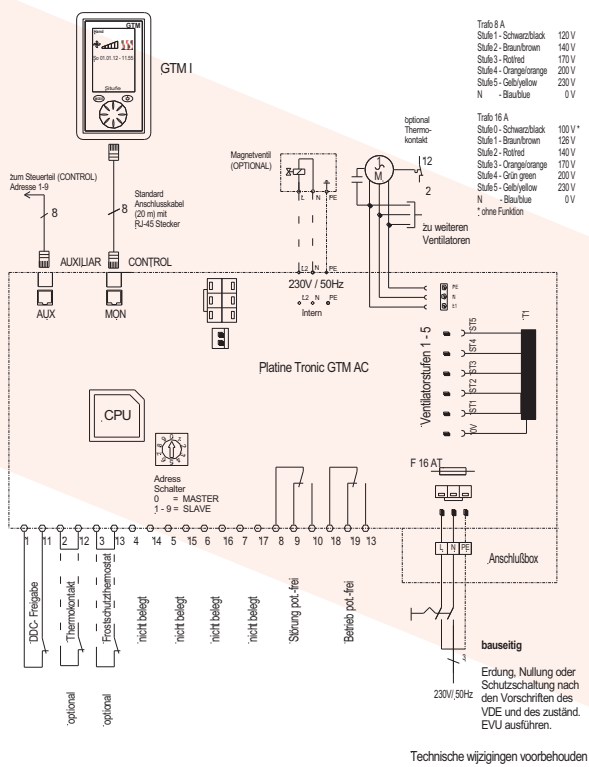 GTM
Hand
So 01.01.12 - 11:55
Stufe
GTM I
Trafo 8 A
Stufe 1 - Schwarz/black 120 V
Stufe 2 - Braun/brown 140 V
Stufe 3 - Rot/red 170 V
Stufe 4 - Orange/orange 200 V
Stufe 5 - Gelb/yellow 230 V
N - Blau/blue 0 V
Trafo 16 A
Stufe 0 - Schwarz/black 100 V *
Stufe 1 - Braun/brown 126 V
Stufe 2 - Rot/red 140 V
Stufe 3 - Orange/orange 170 V
Stufe 4 - Grün green 200 V
Stufe 5 - Gelb/yellow 230 V
N - Blau/blue 0 V
* ohne Funktion
optional
Thermo-
kontakt
12
2
1
M
zu weiteren
Ventilatoren
Magnetventil
(OPTIONAL)
L N PE
zum Steuerteil (CONTROL)
Adresse 1-9
8
Standard
Anschlusskabel
(20 m) mit
RJ-45 Stecker
8
AUXILIAR CONTROL
AUX MON
L2 N PE
230V / 50Hz
L2 N PE
Intern
PE
N
E1
Platine Tronic GTM AC
Ventilatorstufen 1 - 5
ST5
ST4
ST3
ST2
ST1
0V
T1
CPU
Adress
Schalter
0 = MASTER
1 - 9 = SLAVE
F 16 AT
L N PE
Anschlußbox
1 11 2 12 3 13 4 14 5 15 6 16 7 17 8 9 10 18 19 13
DDC- Freigabe
Thermokontakt
Frostschutzthermostat
nicht belegt
nicht belegt
nicht belegt
nicht belegt
Störung pot.-frei
Betrieb pot.-frei
optional
optional
3
230V/ 50Hz
bauseitig
Erdung, Nullung oder
Schutzschaltung nach
den Vorschriften des
VDE und des zuständ.
EVU ausführen.
Technische wijzigingen voorbehouden